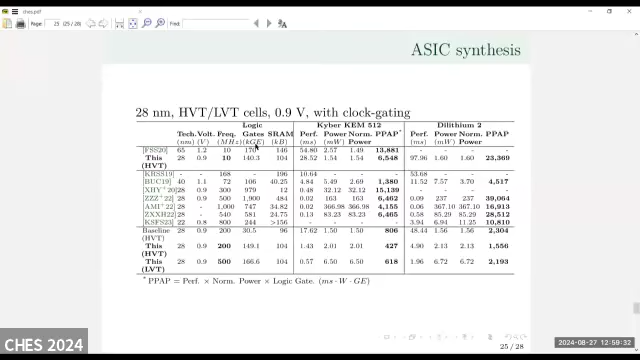 ches.pdf
Page: 25 (25 / 28)
Find:
ASIC synthesis
28 nm, HVT/LVT cells, 0.9 V, with clock-gating
Logic Kyber KEM 512 Dilithium 2
Tech. Volt. Freq. Gates SRAM Perf. Power Norm. PPAP* Perf. Power Norm. PPAP
(V) (MHz) (kGE) (kB) (ms) (mW) Power (ms) (mW) Power
[FSS20] 65 1.2 10 170 146 54.80 2.57 1.49 13,881 - - - -
This 28 0.9 10 140.3 104 28.52 1.54 1.54 6,548 97.96 1.60 1.60 23,369
(HVT)
KRSS19 - 168 - 196 10.64 - - - 53.68 - - -
BUC19 40 1.1 72 106 40.25 4.84 5.49 2.69 1,380 11.52 7.57 3.70 4,517
XHY+20 28 0.9 300 979 12 0.48 32.12 32.12 15,139 - - - -
ZZZ+22 28 0.9 500 1,900 484 0.02 163 163 6,462 0.09 237 237 39,064
AMI+22 28 - 1,000 747 34.82 0.02 366.98 366.98 4,155 0.06 367.10 367.10 16,913
ZXXH22 28 - 540 581 24.75 0.13 83.23 83.23 6,465 0.58 85.29 85.29 28,512
KSFS23 22 0.8 800 244 >156 - - - - 3.94 6.94 11.25 10,810
Baseline 28 0.9 200 30.5 96 17.62 1.50 1.50 806 48.44 1.56 1.56 2,304
(HVT)
This 28 0.9 200 149.1 104 1.43 2.01 2.01 427 4.90 2.13 2.13 1,556
(HVT)
This 28 0.9 500 166.6 104 0.57 6.50 6.50 618 1.96 6.72 6.72 2,193
(LVT)
* PPAP = Perf. × Norm. Power × Logic Gate. (ms · W · GE)
25 / 28
CHES 2024
2024-08-27 12:59:32